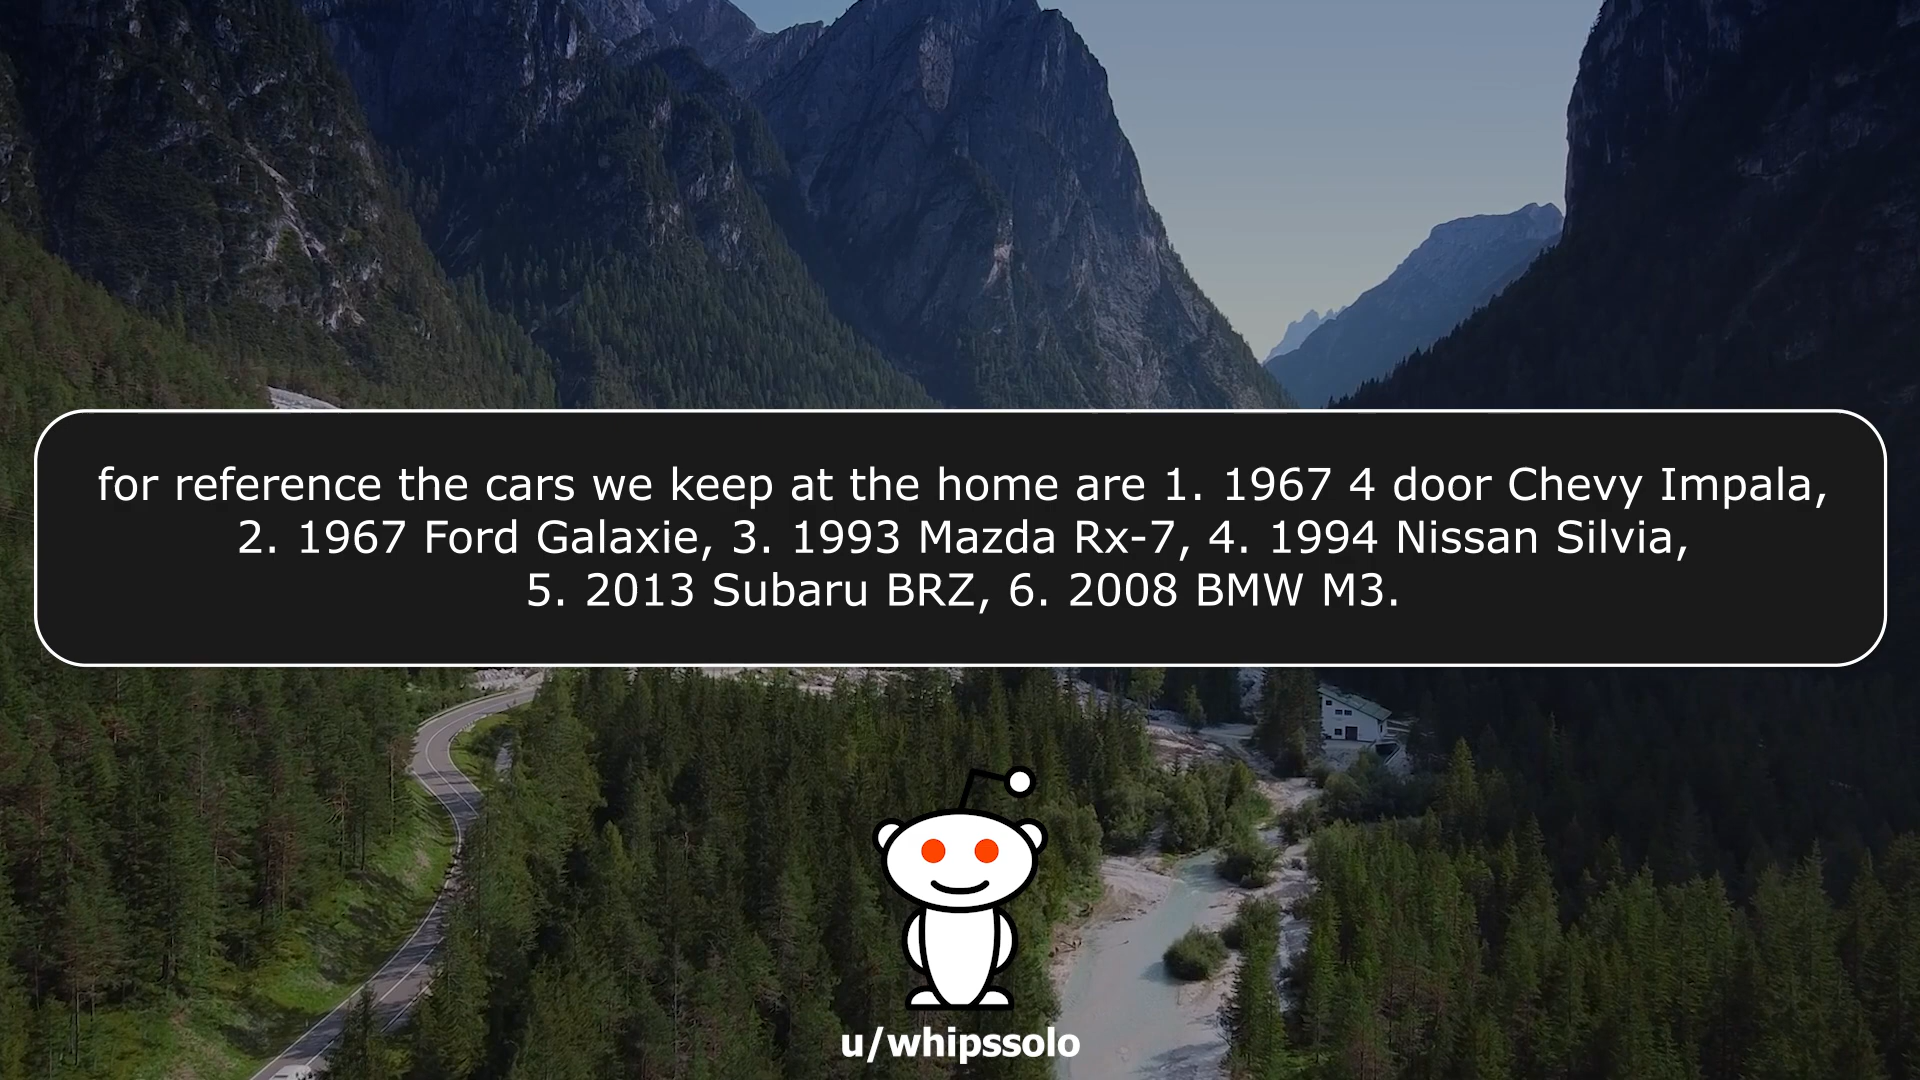 for reference the cars we keep at the home are 1. 1967 4 door Chevy Impala,
2. 1967 Ford Galaxie, 3. 1993 Mazda Rx-7, 4. 1994 Nissan Silvia,
5. 2013 Subaru BRZ, 6. 2008 BMW M3.
u/whipssolo